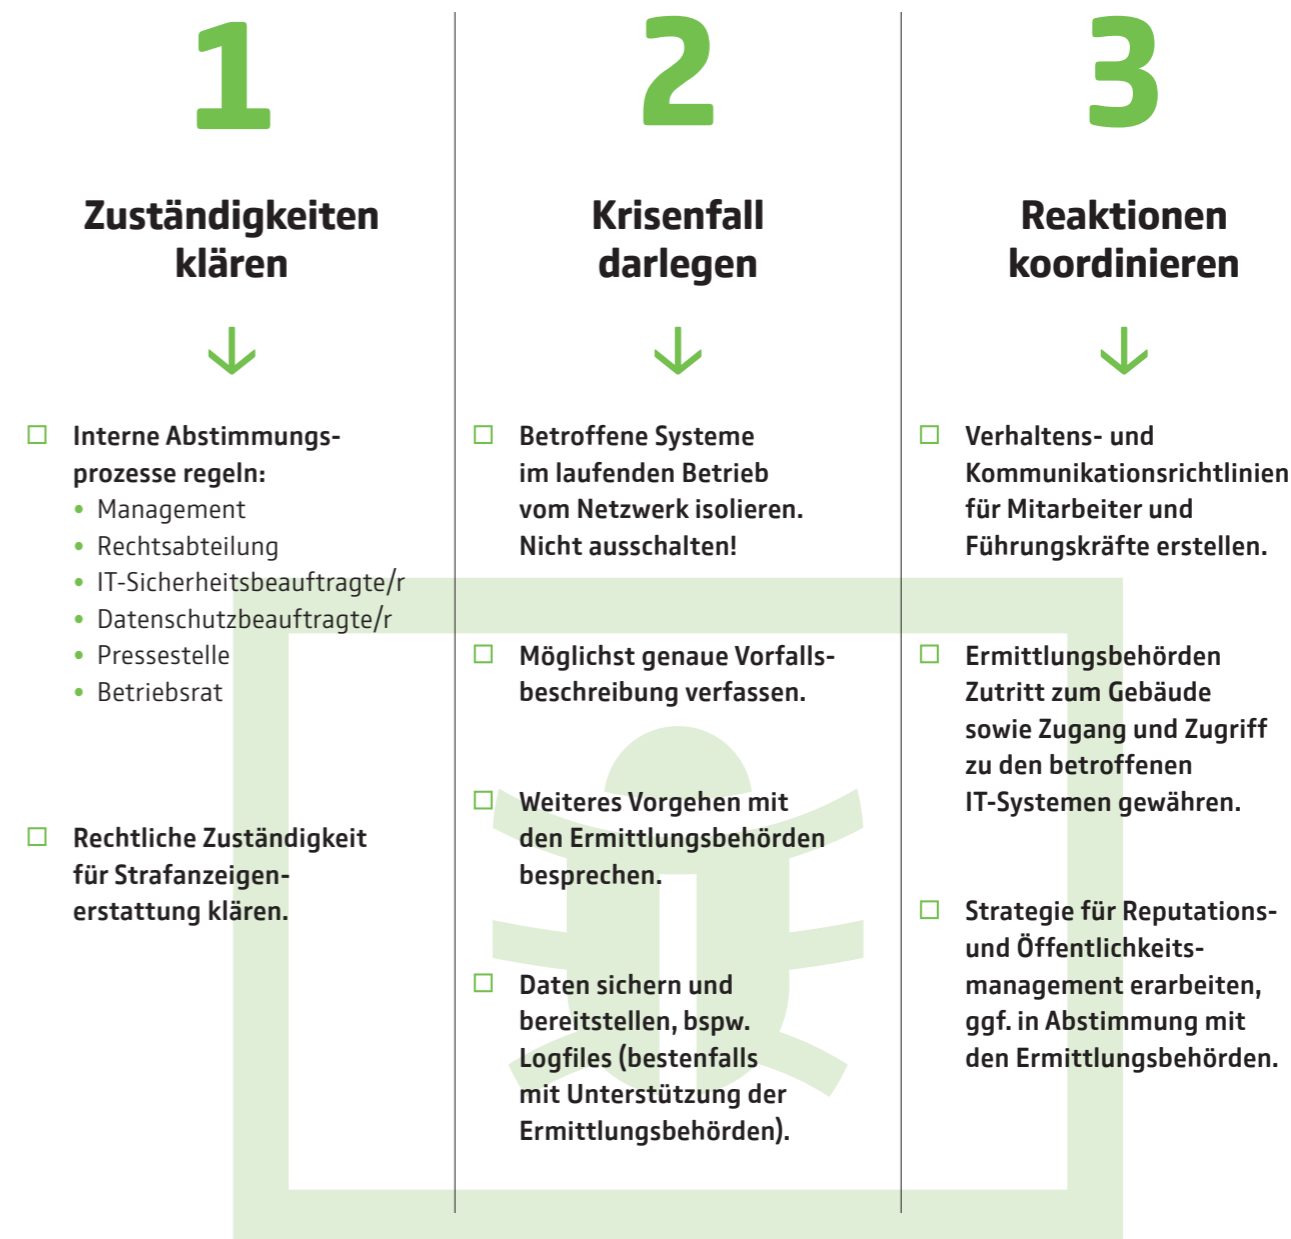 1
Zuständigkeiten
klären
☐ Interne Abstimmungs-
prozesse regeln:
• Management
• Rechtsabteilung
• IT-Sicherheitsbeauftragte/r
• Datenschutzbeauftragte/r
• Pressestelle
• Betriebsrat
☐ Rechtliche Zuständigkeit
für Strafanzeigen-
erstattung klären.
2
Krisenfall
darlegen
☐ Betroffene Systeme
im laufenden Betrieb
vom Netzwerk isolieren.
Nicht ausschalten!
☐ Möglichst genaue Vorfalls-
beschreibung verfassen.
☐ Weiteres Vorgehen mit
den Ermittlungsbehörden
besprechen.
☐ Daten sichern und
bereitstellen, bspw.
Logfiles (bestenfalls
mit Unterstützung der
Ermittlungsbehörden).
3
Reaktionen
koordinieren
☐ Verhaltens- und
Kommunikationsrichtlinien
für Mitarbeiter und
Führungskräfte erstellen.
☐ Ermittlungsbehörden
Zutritt zum Gebäude
sowie Zugang und Zugriff
zu den betroffenen
IT-Systemen gewähren.
☐ Strategie für Reputations-
und Öffentlichkeits-
management erarbeiten,
ggf. in Abstimmung mit
den Ermittlungsbehörden.